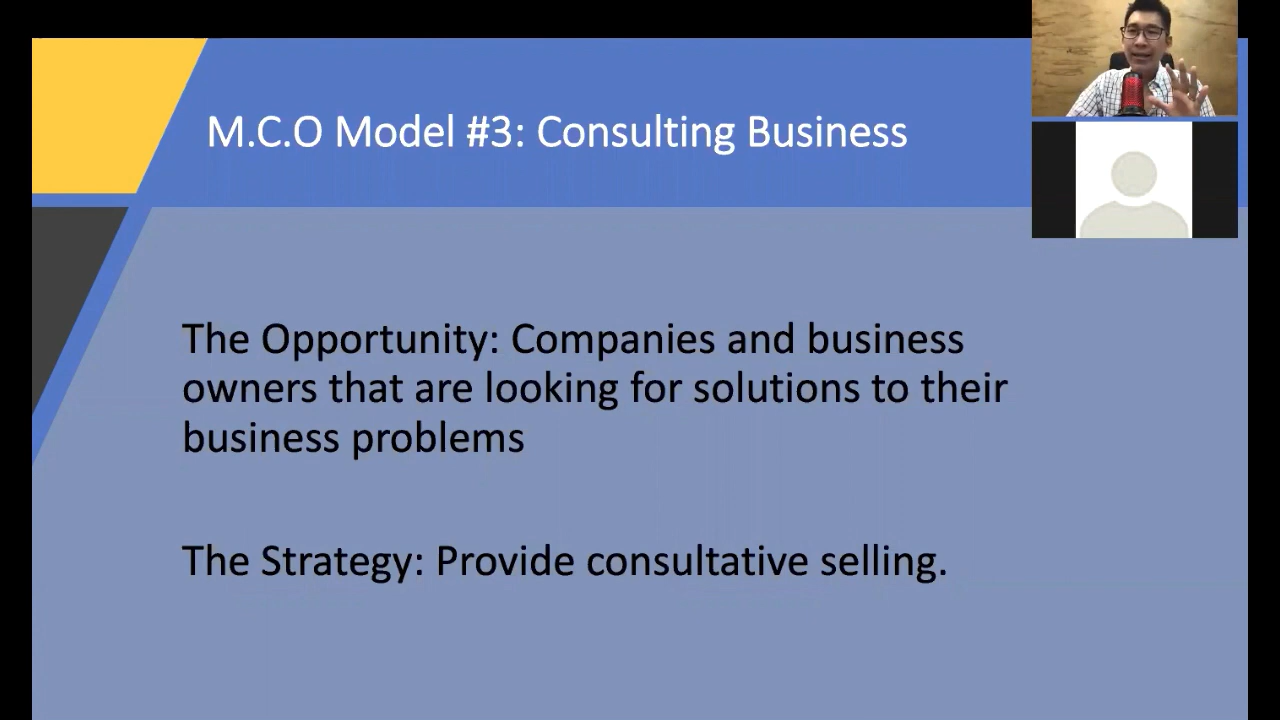 M.C.O Model #3: Consulting Business
The Opportunity: Companies and business
owners that are looking for solutions to their
business problems
The Strategy: Provide consultative selling.